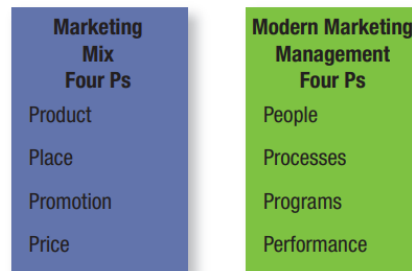 Marketing
Mix
Four Ps
Product
Place
Promotion
Price
Modern Marketing
Management
Four Ps
People
Processes
Programs
Performance